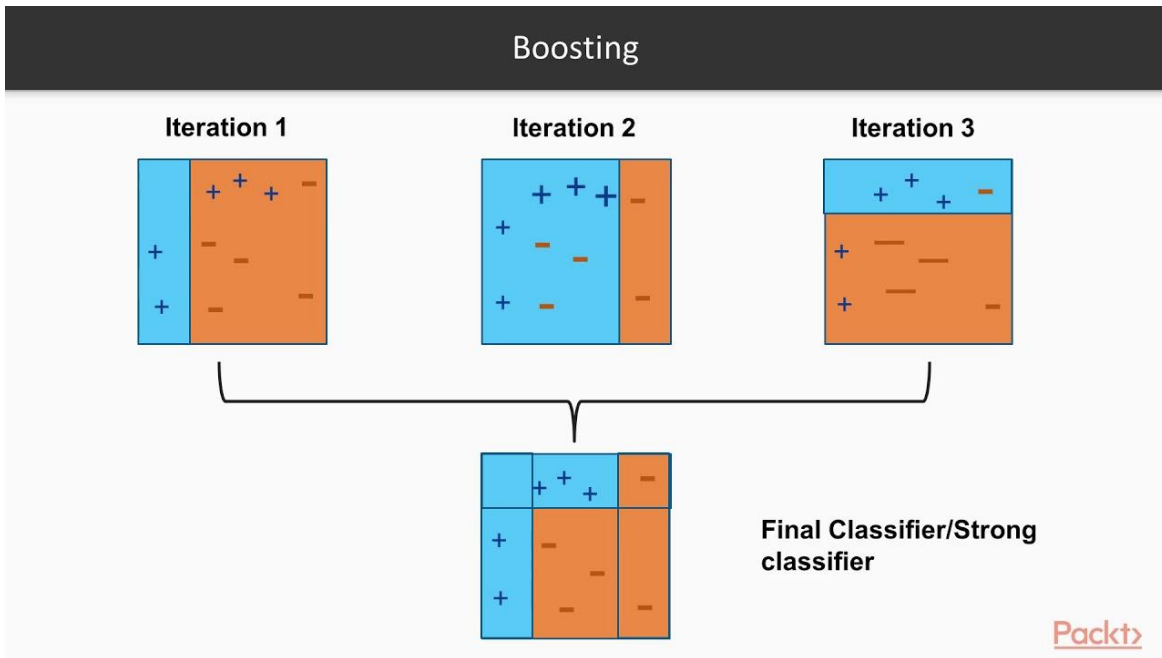 Boosting
Iteration 1
Iteration 2
Iteration 3
Final Classifier/Strong
classifier
Packt>